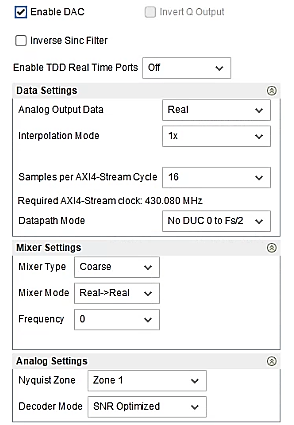 Enable DAC Invert Q Output
Inverse Sinc Filter
Enable TDD Real Time Ports Off
Data Settings
Analog Output Data Real
Interpolation Mode 1x
Samples per AXI4-Stream Cycle 16
Required AXI4-Stream clock: 430.080 MHz
Datapath Mode No DUC 0 to Fs/2
Mixer Settings
Mixer Type Coarse
Mixer Mode Real->Real
Frequency 0
Analog Settings
Nyquist Zone Zone 1
Decoder Mode SNR Optimized